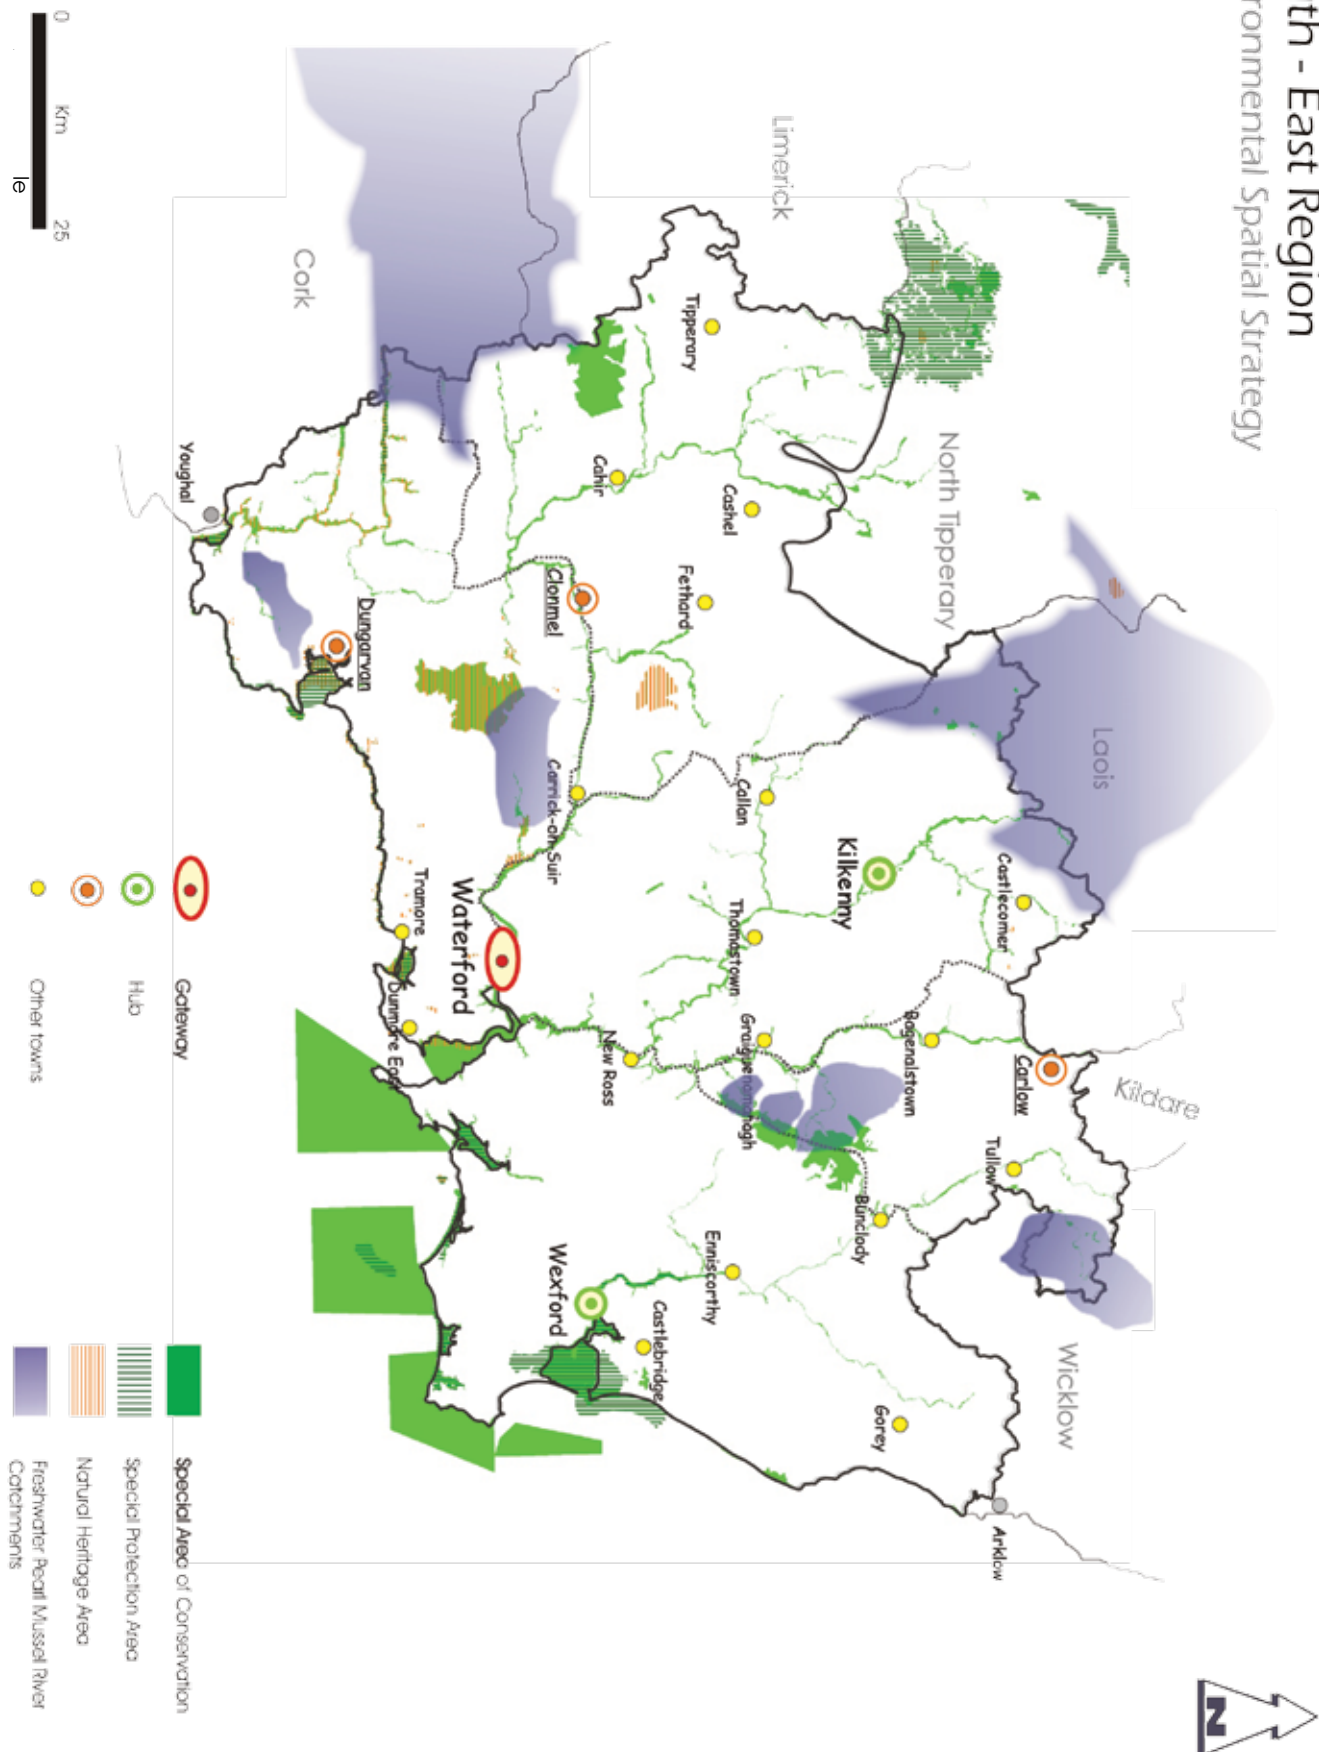 th - East Region
ronmental Spatial Strategy
Limerick
North Tipperary
Laois
Kildare
Wicklow
Cork
Tipperary
Cahir
Cashel
Fethard
Clonmel
Youghal
Dungarvan
Carrick-on Suir
Callan
Kilkenny
Castlecomer
Thomastown
Tramore
Waterford
Dunmore East
New Ross
Graiguenamanagh
Bagenalstown
Carlow
Tullow
Bunclody
Enniscorthy
Wexford
Castlebridge
Gorey
Arklow
0
Km
25
le
Gateway
Hub
Other towns
Special Area of Conservation
Special Protection Area
Natural Heritage Area
Freshwater Pearl Mussel River
Catchments
N